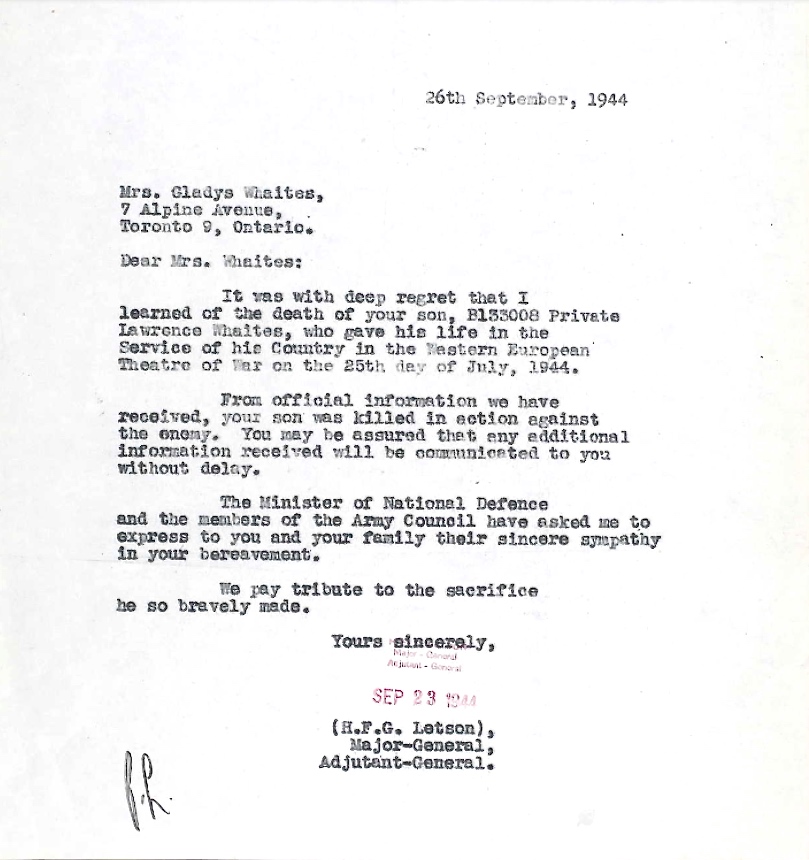 26th September, 1944
Mrs. Gladys Whaites,
7 Alpine Avenue,
Toronto 9, Ontario.
Dear Mrs. Whaites:
It was with deep regret that I
learned of the death of your son, B133008 Private
Lawrence Whaites, who gave his life in the
Service of his Country in the Western European
Theatre of War on the 25th day of July, 1944.
From official information we have
received, your son was killed in action against
the enemy. You may be assured that any additional
information received will be communicated to you
without delay.
The Minister of National Defence
and the members of the Army Council have asked me to
express to you and your family their sincere sympathy
in your bereavement.
We pay tribute to the sacrifice
he so bravely made.
Yours sincerely,
Major - General
Adjutant - General
SEP 23 1944
(H.F.G. Letson),
Major-General,
Adjutant-General.